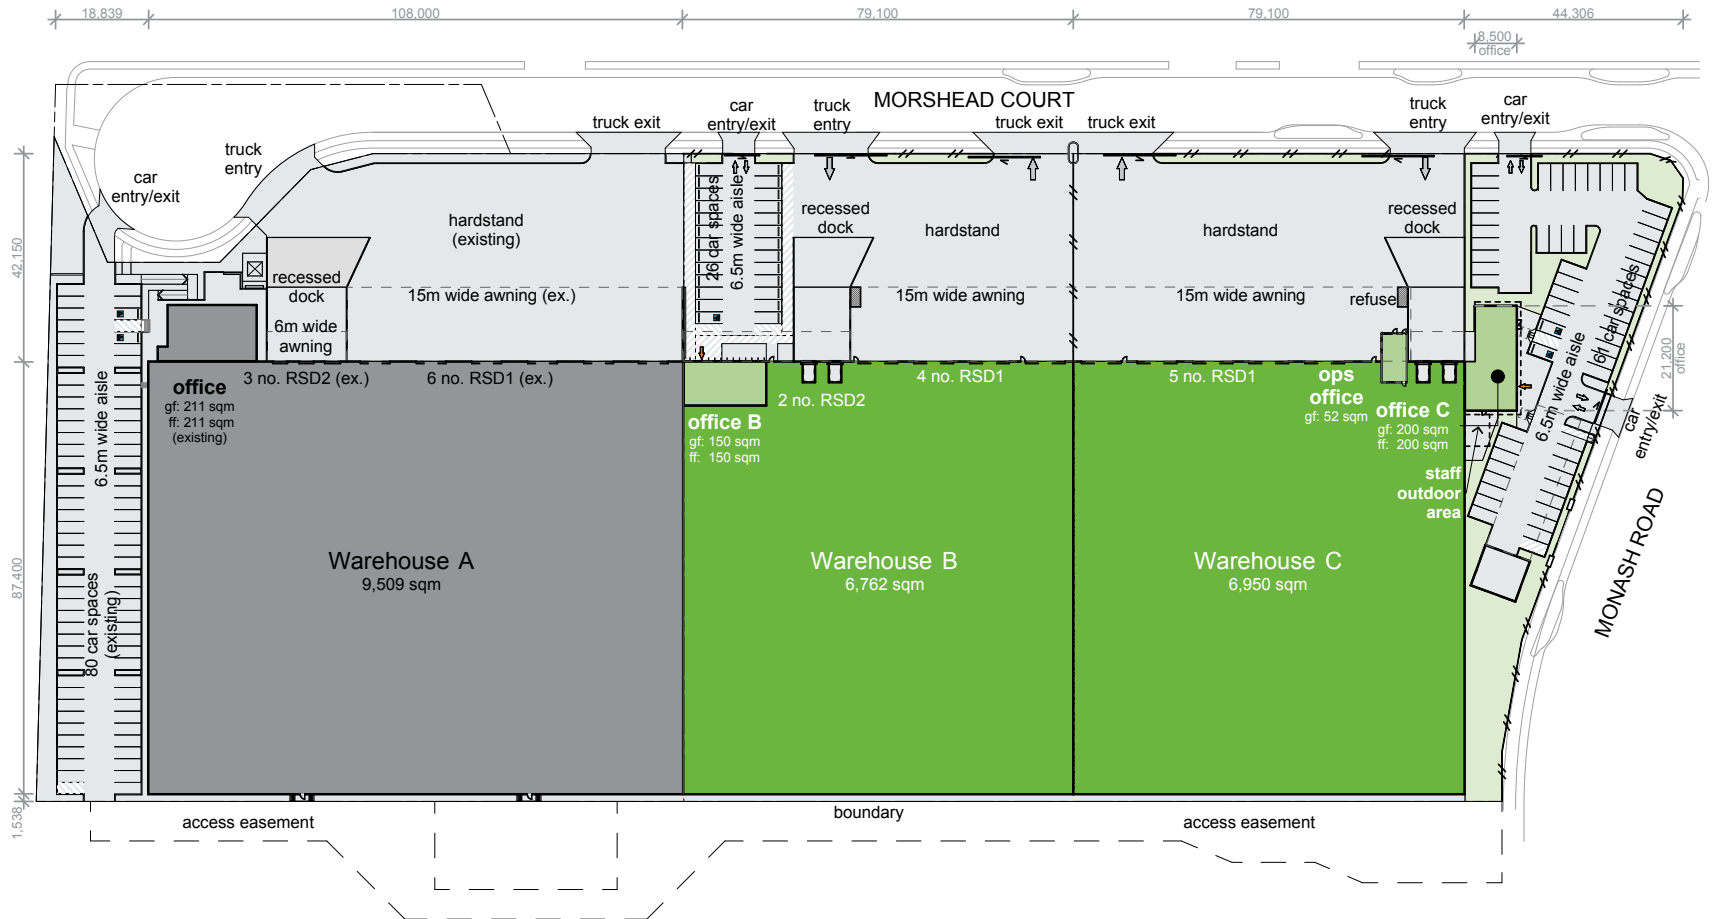 18,839
108,000
79,100
79,100
44,306
8,500
office
MORSHEAD COURT
truck exit
car
entry/exit
truck
entry
truck exit
truck exit
truck
entry
car
entry/exit
truck
entry
car
entry/exit
42,150
87,400
1,538
hardstand
(existing)
26 car spaces
6.5m wide aisle
recessed
dock
hardstand
hardstand
recessed
dock
recessed
dock
15m wide awning (ex.)
15m wide awning
15m wide awning
refuse
6m wide
awning
61 car spaces
6.5m wide aisle
21,200
office
car
entry/exit
MONASH ROAD
office
gf: 211 sqm
ff: 211 sqm
(existing)
3 no. RSD2 (ex.)
6 no. RSD1 (ex.)
office B
gf: 150 sqm
ff: 150 sqm
2 no. RSD2
4 no. RSD1
5 no. RSD1
ops
office
gf: 52 sqm
office C
gf: 200 sqm
ff: 200 sqm
staff
outdoor
area
6.5m wide aisle
80 car spaces
(existing)
Warehouse A
9,509 sqm
Warehouse B
6,762 sqm
Warehouse C
6,950 sqm
access easement
boundary
access easement